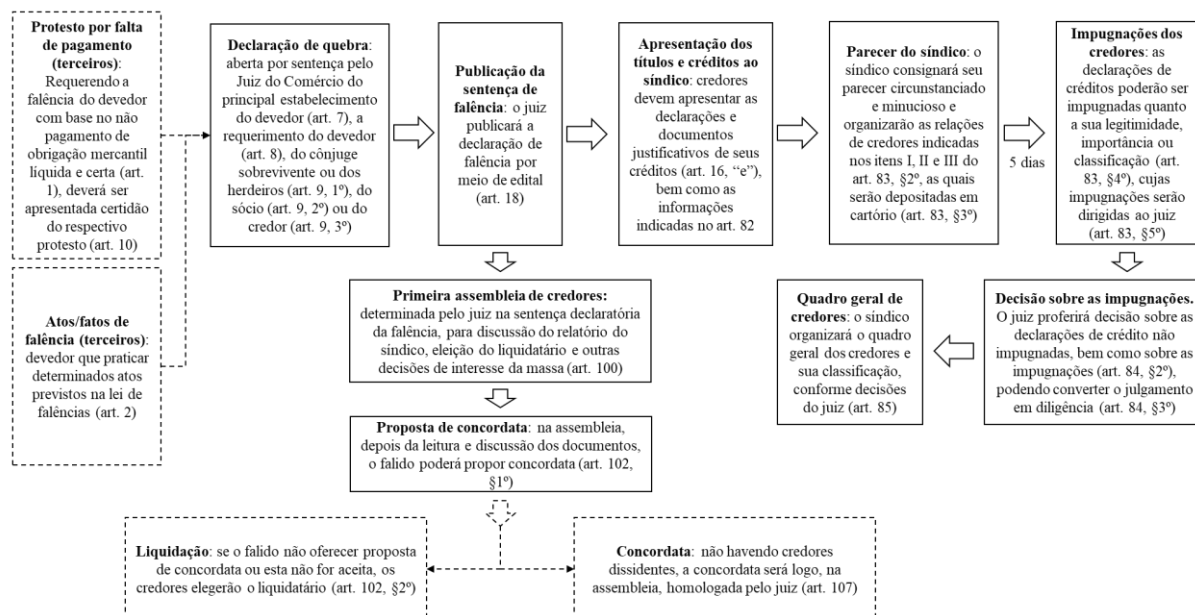 Protesto por falta
de pagamento
(terceiros):
Requerendo a
falência do devedor
com base no não
pagamento de
obrigação mercantil
líquida e certa (art.
1), deverá ser
apresentada certidão
do respectivo
protesto (art. 10)
Atos/fatos de
falência (terceiros):
devedor que praticar
determinados atos
previstos na lei de
falências (art. 2)
Declaração de quebra:
aberta por sentença pelo
Juiz do Comércio do
principal estabelecimento
do devedor (art. 7), a
requerimento do devedor
(art. 8), do cônjuge
sobrevivente ou dos
herdeiros (art. 9, 1º), do
sócio (art. 9, 2º) ou do
credor (art. 9, 3º)
Publicação da
sentença de
falência: o juiz
publicará a
declaração de
falência por
meio de edital
(art. 18)
Apresentação dos
títulos e créditos ao
síndico: credores
devem apresentar as
declarações e
documentos
justificativos de seus
créditos (art. 16, “e”),
bem como as
informações
indicadas no art. 82
Parecer do síndico: o
síndico consignará seu
parecer circunstanciado
e minucioso e
organizarão as relações
de credores indicadas
nos itens I, II e III do
art. 83, §2º, as quais
serão depositadas em
cartório (art. 83, §3º)
5 dias
Impugnações dos
credores: as
declarações de
créditos poderão ser
impugnadas quanto
a sua legitimidade,
importância ou
classificação (art.
83, §4º), cujas
impugnações serão
dirigidas ao juiz
(art. 83, §5º)
Primeira assembleia de credores:
determinada pelo juiz na sentença declaratória
da falência, para discussão do relatório do
síndico, eleição do liquidatário e outras
decisões de interesse da massa (art. 100)
Quadro geral de
credores: o síndico
organizará o quadro
geral dos credores e
sua classificação,
conforme decisões
do juiz (art. 85)
Decisão sobre as impugnações.
O juiz proferirá decisão sobre as
declarações de crédito não
impugnadas, bem como sobre as
impugnações (art. 84, §2º),
podendo converter o julgamento
em diligência (art. 84, §3º)
Proposta de concordata: na assembleia,
depois da leitura e discussão dos documentos,
o falido poderá propor concordata (art. 102,
§1º)
Liquidação: se o falido não oferecer proposta
de concordata ou esta não for aceita, os
credores elegerão o liquidatário (art. 102, §2º)
Concordata: não havendo credores
dissidentes, a concordata será logo, na
assembleia, homologada pelo juiz (art. 107)